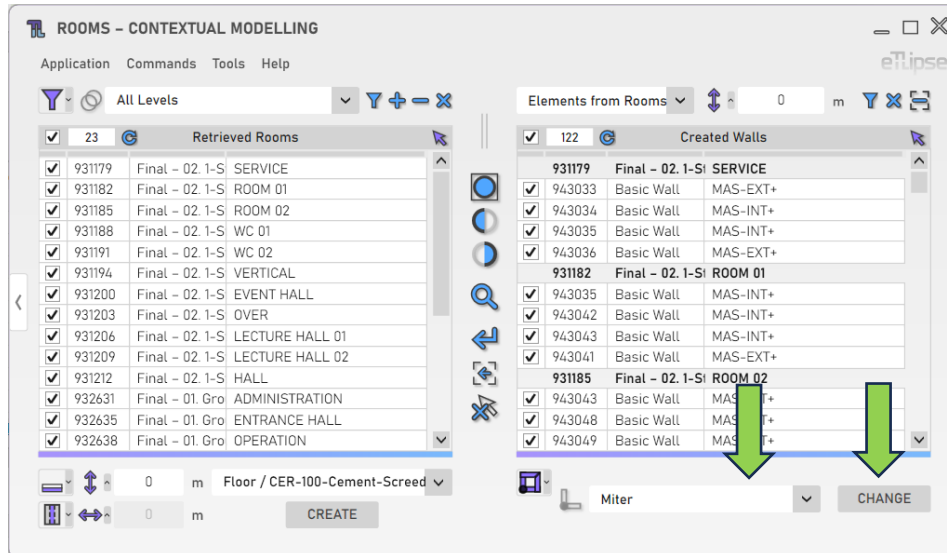 ROOMS – CONTEXTUAL MODELLING
Application Commands Tools Help
eTLipse
All Levels
Elements from Rooms 0 m
23 Retrieved Rooms
122 Created Walls
931179 Final – 02. 1-S SERVICE
931182 Final – 02. 1-S ROOM 01
931185 Final – 02. 1-S ROOM 02
931188 Final – 02. 1-S WC 01
931191 Final – 02. 1-S WC 02
931194 Final – 02. 1-S VERTICAL
931200 Final – 02. 1-S EVENT HALL
931203 Final – 02. 1-S OVER
931206 Final – 02. 1-S LECTURE HALL 01
931209 Final – 02. 1-S LECTURE HALL 02
931212 Final – 02. 1-S HALL
932631 Final – 01. Gro ADMINISTRATION
932635 Final – 01. Gro ENTRANCE HALL
932638 Final – 01. Gro OPERATION
931179 Final – 02. 1-St SERVICE
943033 Basic Wall MAS-EXT+
943034 Basic Wall MAS-INT+
943035 Basic Wall MAS-INT+
943036 Basic Wall MAS-EXT+
931182 Final – 02. 1-St ROOM 01
943035 Basic Wall MAS-INT+
943042 Basic Wall MAS-INT+
943043 Basic Wall MAS-INT+
943041 Basic Wall MAS-EXT+
931185 Final – 02. 1-St ROOM 02
943043 Basic Wall MAS-INT+
943048 Basic Wall
943049 Basic Wall
0 m Floor / CER-100-Cement-Screed
0 m CREATE
Miter CHANGE